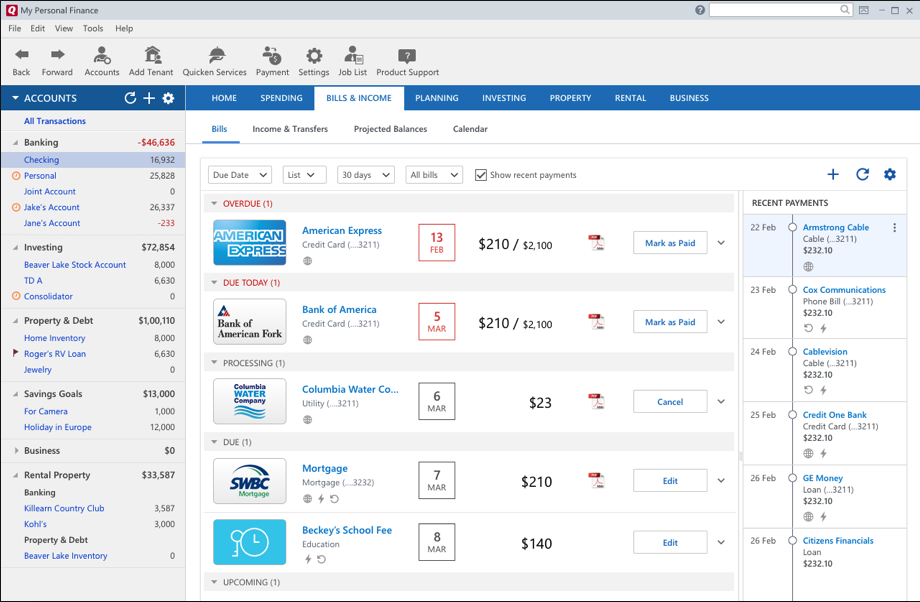 My Personal Finance
File Edit View Tools Help
Back Forward Accounts Add Tenant Quicken Services Payment Settings Job List Product Support
ACCOUNTS
All Transactions
Banking -$46,636
Checking 16,932
Personal 25,828
Joint Account 0
Jake's Account 26,337
Jane's Account -233
Investing $72,854
Beaver Lake Stock Account 8,000
TD A 6,630
Consolidator 0
Property & Debt $1,00,110
Home Inventory 8,000
Roger's RV Loan 6,630
Jewelry 0
Savings Goals $13,000
For Camera 1,000
Holiday in Europe 12,000
Business $0
Rental Property $33,587
Banking
Killearn Country Club 3,587
Kohl's 3,000
Property & Debt
Beaver Lake Inventory 0
HOME SPENDING BILLS & INCOME PLANNING INVESTING PROPERTY RENTAL BUSINESS
Bills Income & Transfers Projected Balances Calendar
Due Date List 30 days All bills Show recent payments
OVERDUE (1)
AMERICAN EXPRESS
American Express
Credit Card (....3211)
13 FEB
$210 / $2,100
PDF
Mark as Paid
DUE TODAY (1)
Bank of American Fork
Bank of America
Credit Card (....3211)
5 MAR
$210 / $2,100
PDF
Mark as Paid
PROCESSING (1)
Columbia WATER Company
Columbia Water Co...
Utility (....3211)
6 MAR
$23
PDF
Cancel
DUE (1)
SWBC Mortgage
Mortgage
Mortgage (....3232)
7 MAR
$210
PDF
Edit
Beckey's School Fee
Education
8 MAR
$140
Edit
UPCOMING (1)
RECENT PAYMENTS
22 Feb Armstrong Cable
Cable (...3211)
$232.10
23 Feb Cox Communications
Phone Bill (...3211)
$232.10
24 Feb Cablevision
Cable (...3211)
$232.10
25 Feb Credit One Bank
Credit Card (...3211)
$232.10
26 Feb GE Money
Loan (...3211)
$232.10
26 Feb Citizens Financials
Loan
$232.10